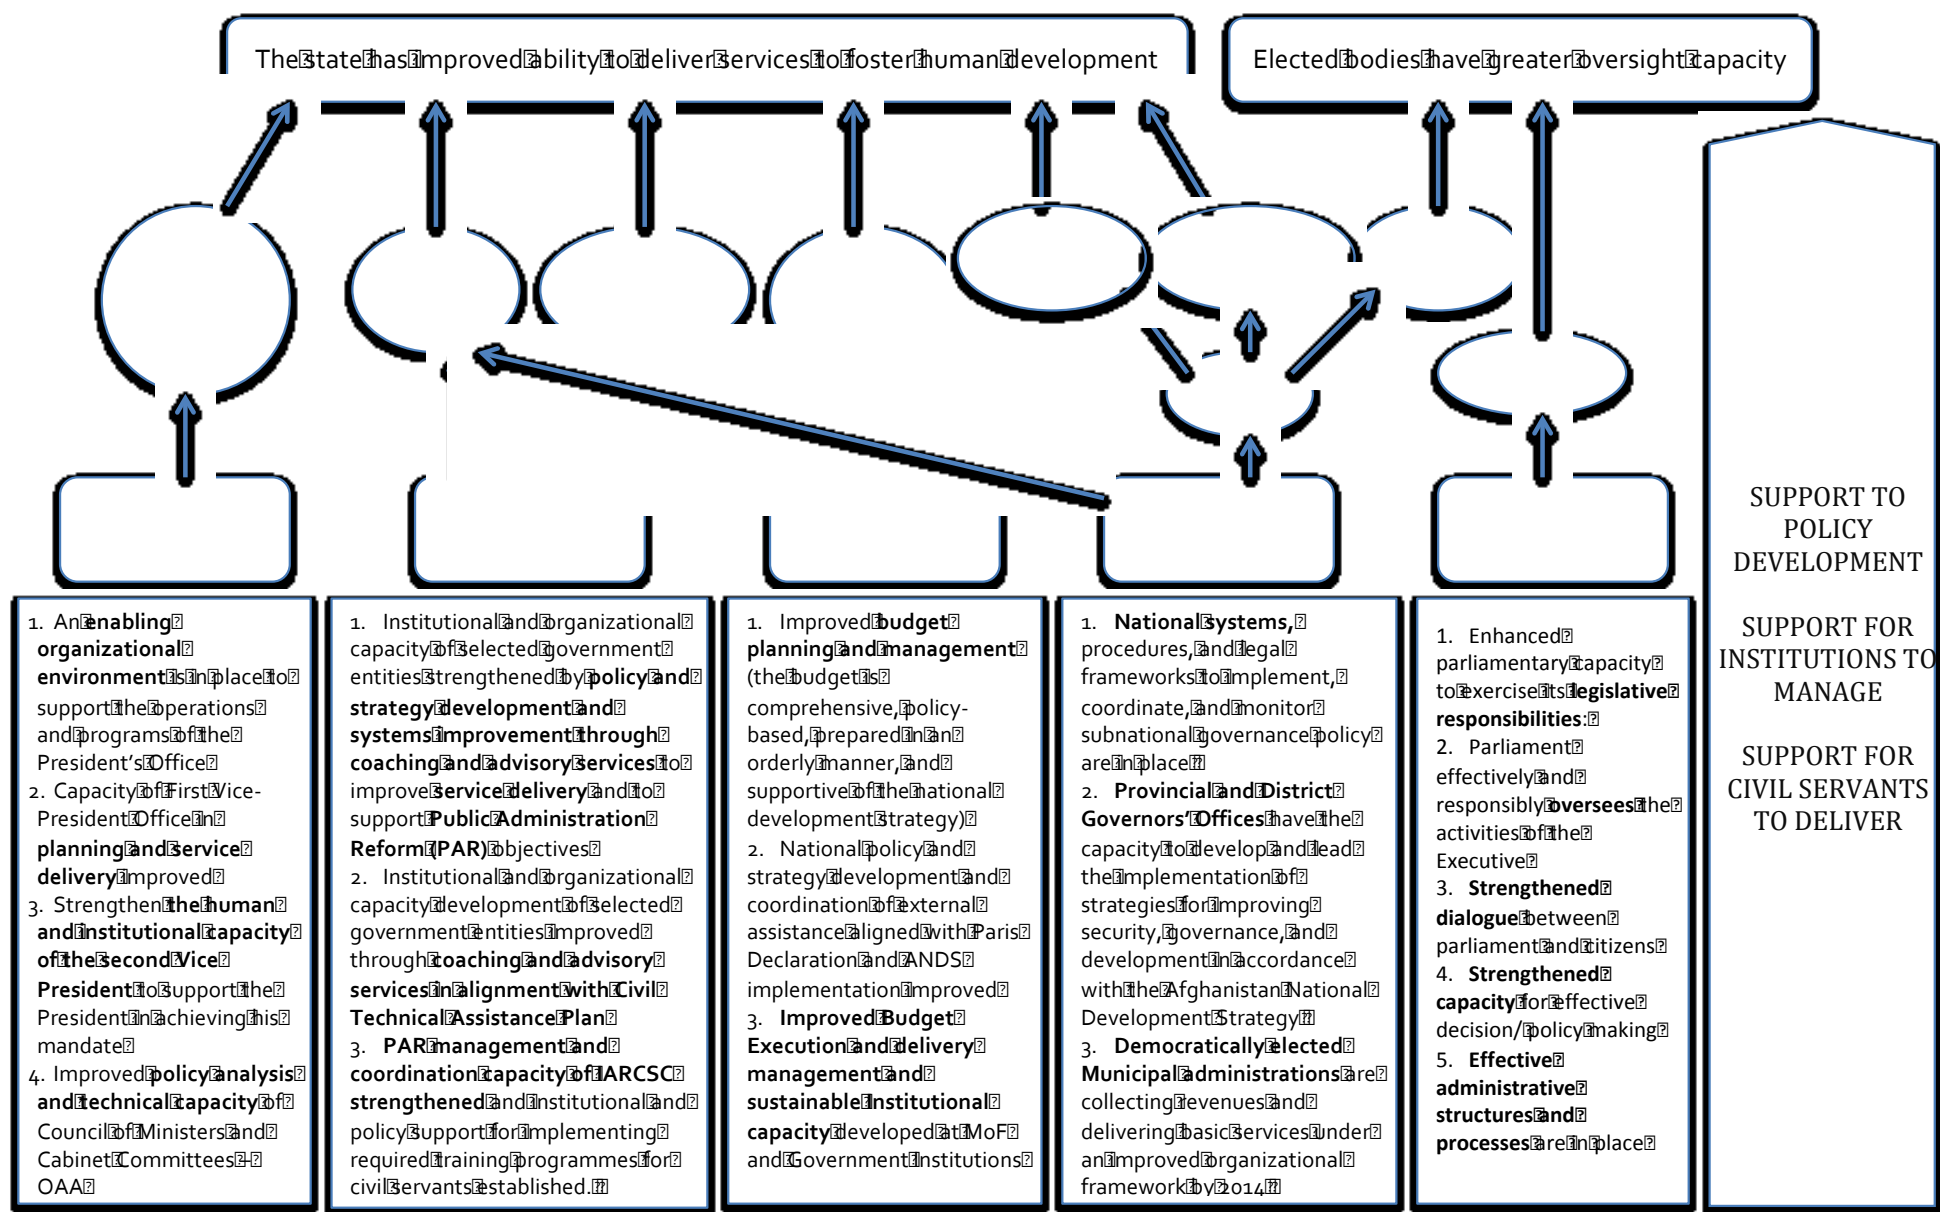 The state has improved ability to deliver services to foster human development
Elected bodies have greater oversight capacity
1. An enabling
organizational
environment is in place to
support the operations
and programs of the
President's Office
2. Capacity of First Vice-
President Office in
planning and service
delivery improved
3. Strengthen the human
and institutional capacity
of the second Vice
President to support the
President in achieving his
mandate
4. Improved policy analysis
and technical capacity of
Council of Ministers and
Cabinet Committees –
OAA
1. Institutional and organizational
capacity of selected government
entities strengthened by policy and
strategy development and
systems improvement through
coaching and advisory services to
improve service delivery and to
support Public Administration
Reform (PAR) objectives
2. Institutional and organizational
capacity development of selected
government entities improved
through coaching and advisory
services in alignment with Civil
Technical Assistance Plan
3. PAR management and
coordination capacity of IARCSC
strengthened and institutional and
policy support for implementing
required training programmes for
civil servants established.
1. Improved budget
planning and management
(the budget is
comprehensive, policy-
based, prepared in an
orderly manner, and
supportive of the national
development strategy)
2. National policy and
strategy development and
coordination of external
assistance aligned with Paris
Declaration and ANDS
implementation improved
3. Improved Budget
Execution and delivery
management and
sustainable Institutional
capacity developed at MoF
and Government Institutions
1. National systems,
procedures, and legal
frameworks to implement,
coordinate, and monitor
subnational governance policy
are in place
2. Provincial and District
Governors' Offices have the
capacity to develop and lead
the implementation of
strategies for improving
security, governance, and
development in accordance
with the Afghanistan National
Development Strategy
3. Democratically elected
Municipal administrations are
collecting revenues and
delivering basic services under
an improved organizational
framework by 2014
1. Enhanced
parliamentary capacity
to exercise its legislative
responsibilities:
2. Parliament
effectively and
responsibly oversees the
activities of the
Executive
3. Strengthened
dialogue between
parliament and citizens
4. Strengthened
capacity for effective
decision/ policy making
5. Effective
administrative
structures and
processes are in place
SUPPORT TO
POLICY
DEVELOPMENT
SUPPORT FOR
INSTITUTIONS TO
MANAGE
SUPPORT FOR
CIVIL SERVANTS
TO DELIVER